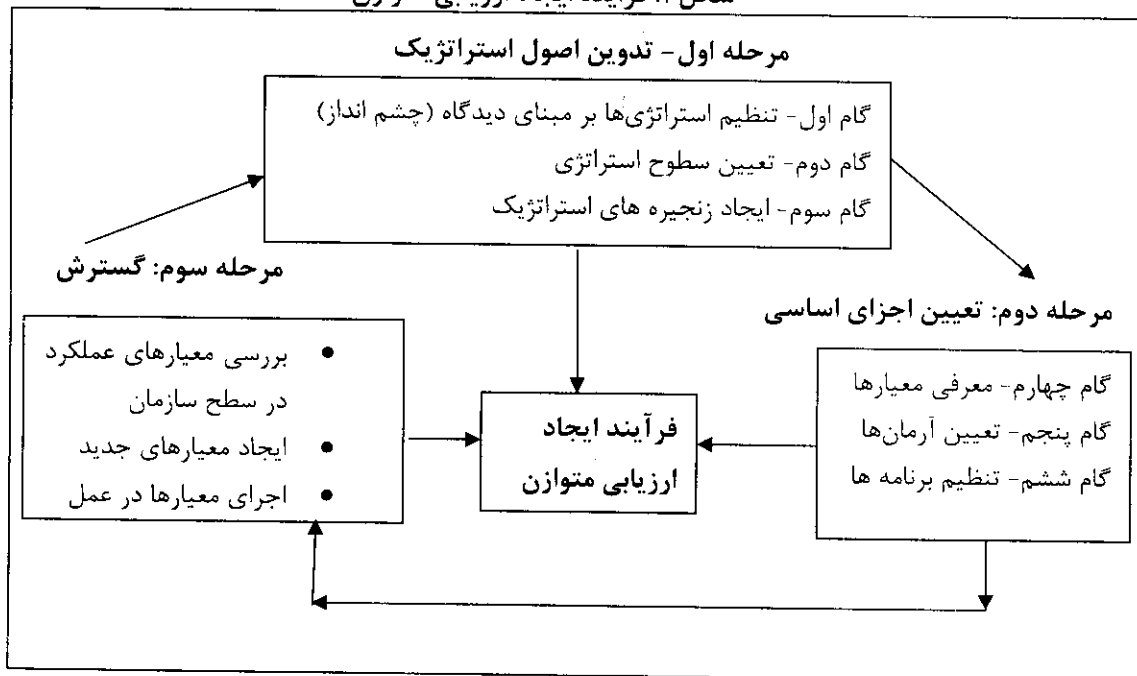 مرحله اول- تدوین اصول استراتژیک
گام اول- تنظیم استراتژی‌ها بر مبنای دیدگاه (چشم انداز)
گام دوم- تعیین سطوح استراتژی
گام سوم- ایجاد زنجیره های استراتژیک
مرحله دوم: تعیین اجزای اساسی
گام چهارم- معرفی معیارها
گام پنجم- تعیین آرمان‌ها
گام ششم- تنظیم برنامه ها
مرحله سوم: گسترش
• بررسی معیارهای عملکرد
در سطح سازمان
• ایجاد معیارهای جدید
• اجرای معیارها در عمل
فرآیند ایجاد
ارزیابی متوازن